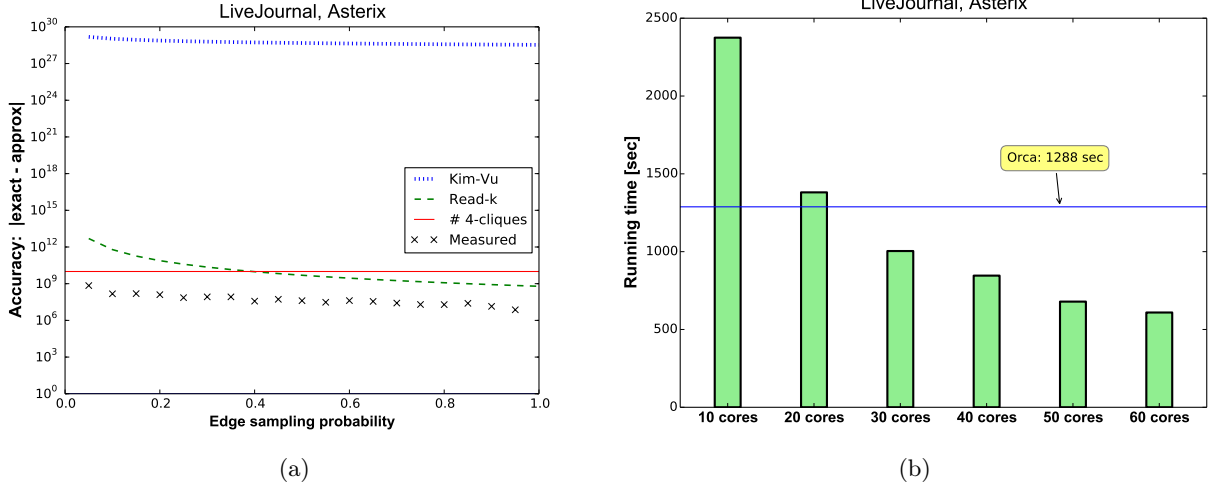 LiveJournal, Asterix
10^30
10^27
10^24
10^21
10^18
10^15
10^12
10^9
10^6
10^3
10^0
Accuracy: |exact - approx|
Kim-Vu
Read-k
# 4-cliques
Measured
0.0 0.2 0.4 0.6 0.8 1.0
Edge sampling probability
(a)
LiveJournal, Asterix
2500
2000
1500
1000
500
0
Running time [sec]
Orca: 1288 sec
10 cores 20 cores 30 cores 40 cores 50 cores 60 cores
(b)